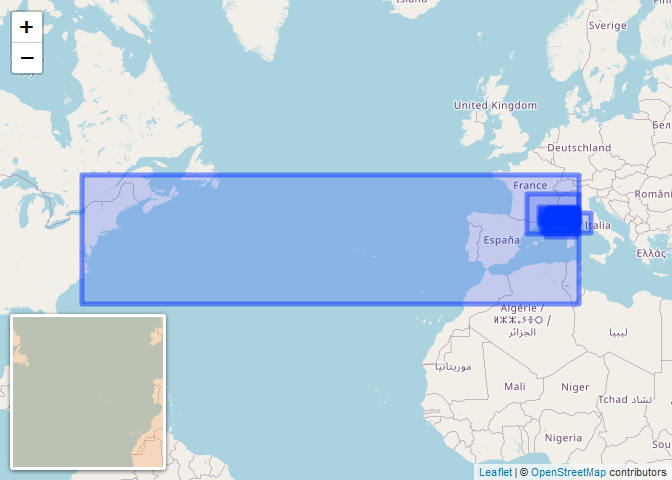 +
−
Sverige
United Kingdom
Бел
Deutschland
France
Români
Italia
España
Ελλάς
Algérie /
ⵍⵣⵣⴰⵢⴻⵔ /
الجزائر
ليبيا
موريتانيا
Mali
Niger
Tchad تشاد
Nigeria
Sou
Leaflet | © OpenStreetMap contributors